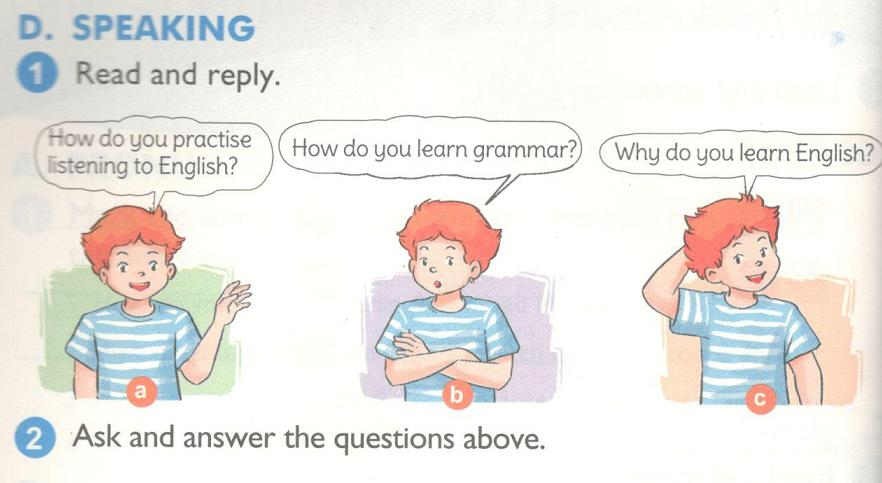 D. SPEAKING
1 Read and reply.
How do you practise
listening to English?
How do you learn grammar?
Why do you learn English?
a
b
c
2 Ask and answer the questions above.